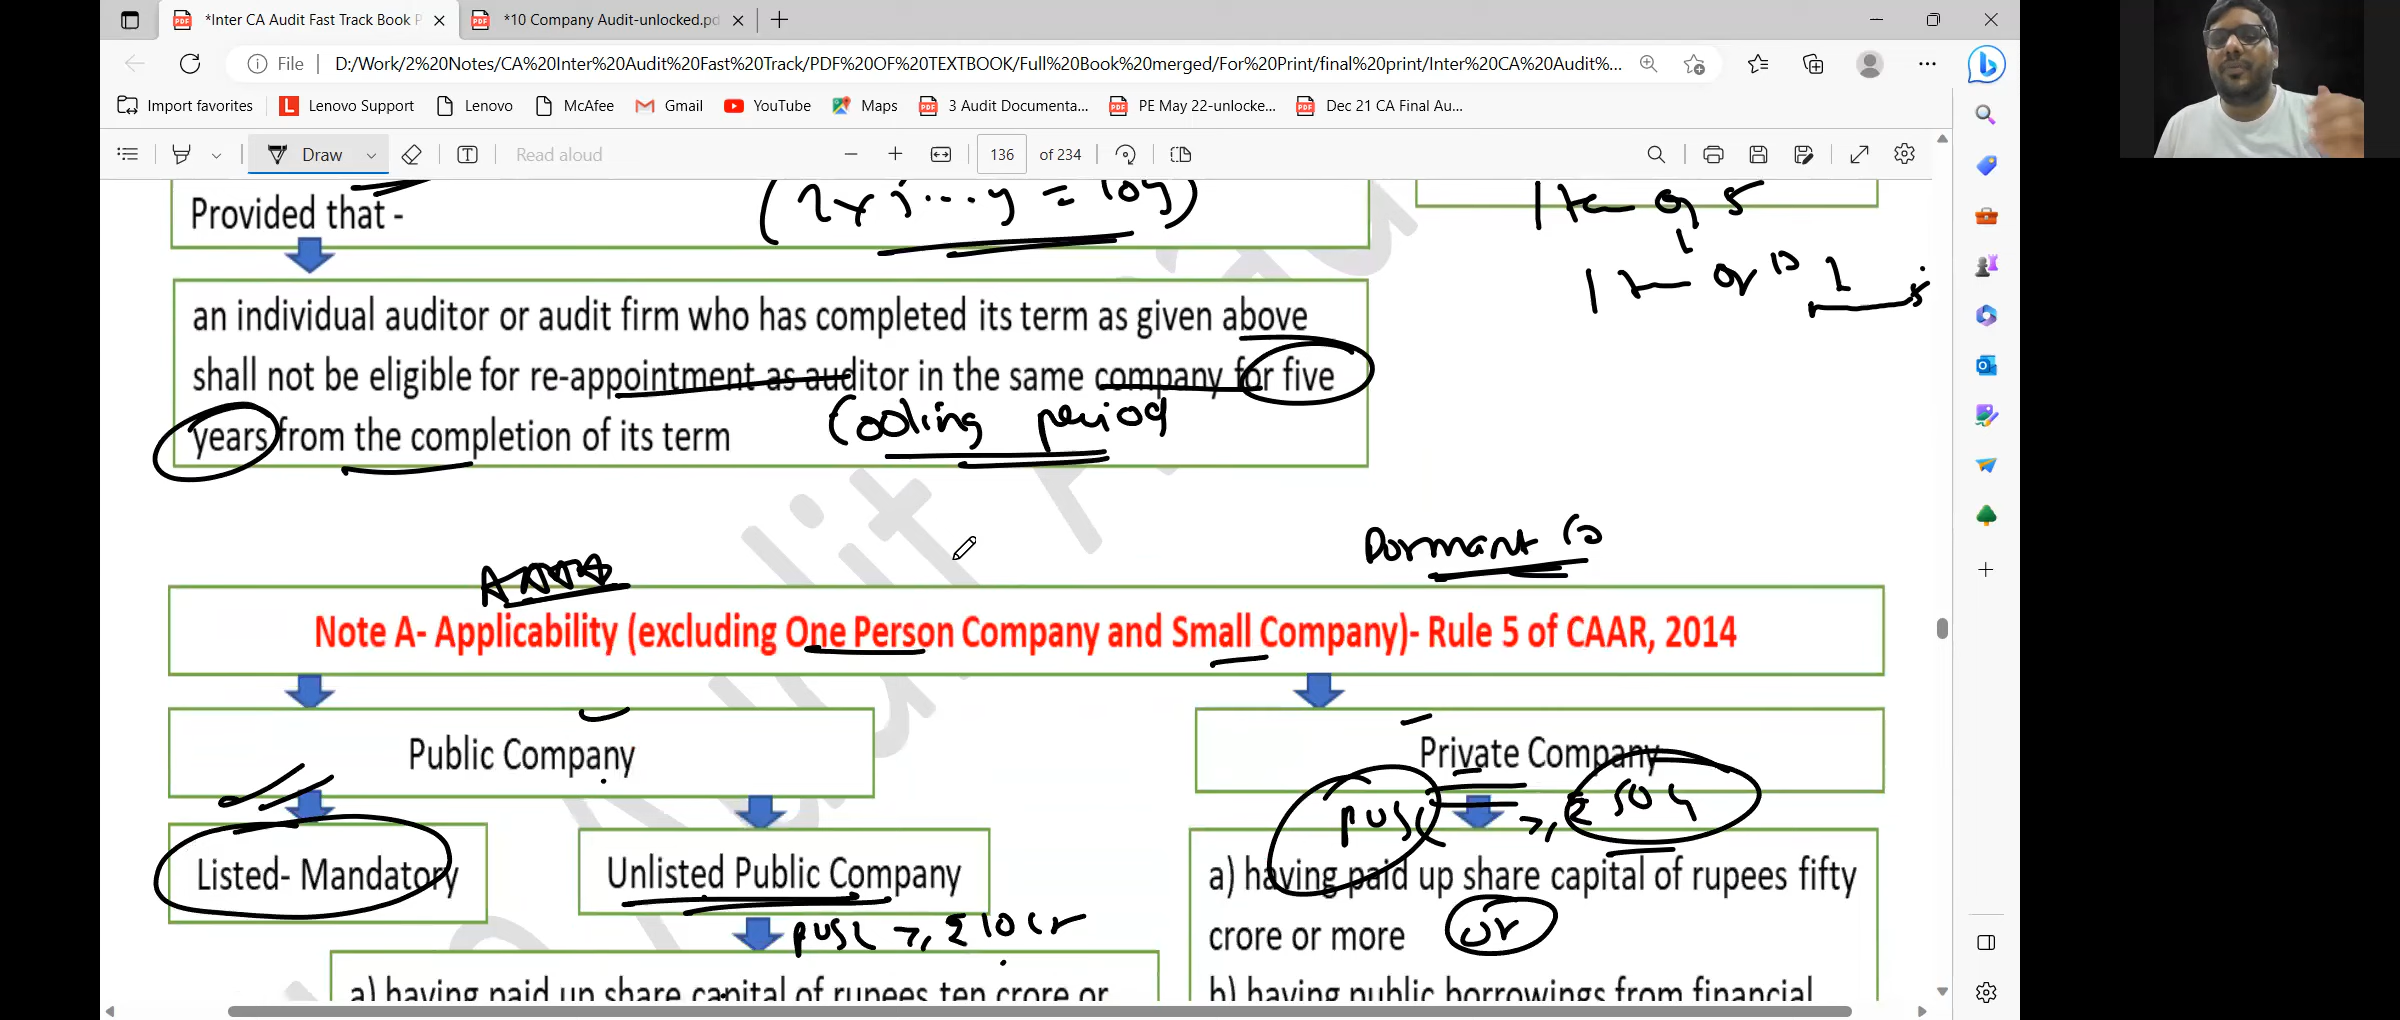 *Inter CA Audit Fast Track Book P
*10 Company Audit-unlocked.pd
File | D:/Work/2%20Notes/CA%20Inter%20Audit%20Fast%20Track/PDF%20OF%20TEXTBOOK/Full%20Book%20merged/For%20Print/final%20print/Inter%20CA%20Audit%...
Import favorites Lenovo Support Lenovo McAfee Gmail YouTube Maps 3 Audit Documenta... PE May 22-unlocke... Dec 21 CA Final Au...
Draw Read aloud 136 of 234
Provided that -
an individual auditor or audit firm who has completed its term as given above
shall not be eligible for re-appointment as auditor in the same company for five
years from the completion of its term
Cooling period
Dormant Co
Note A- Applicability (excluding One Person Company and Small Company)- Rule 5 of CAAR, 2014
Public Company
Private Company
Listed- Mandatory
Unlisted Public Company
PUSC ≥ ₹ 10 cr
a) having paid up share capital of rupees ten crore or
PUSC ≥ ₹ 50
a) having paid up share capital of rupees fifty
crore or more
or
b) having public borrowings from financial